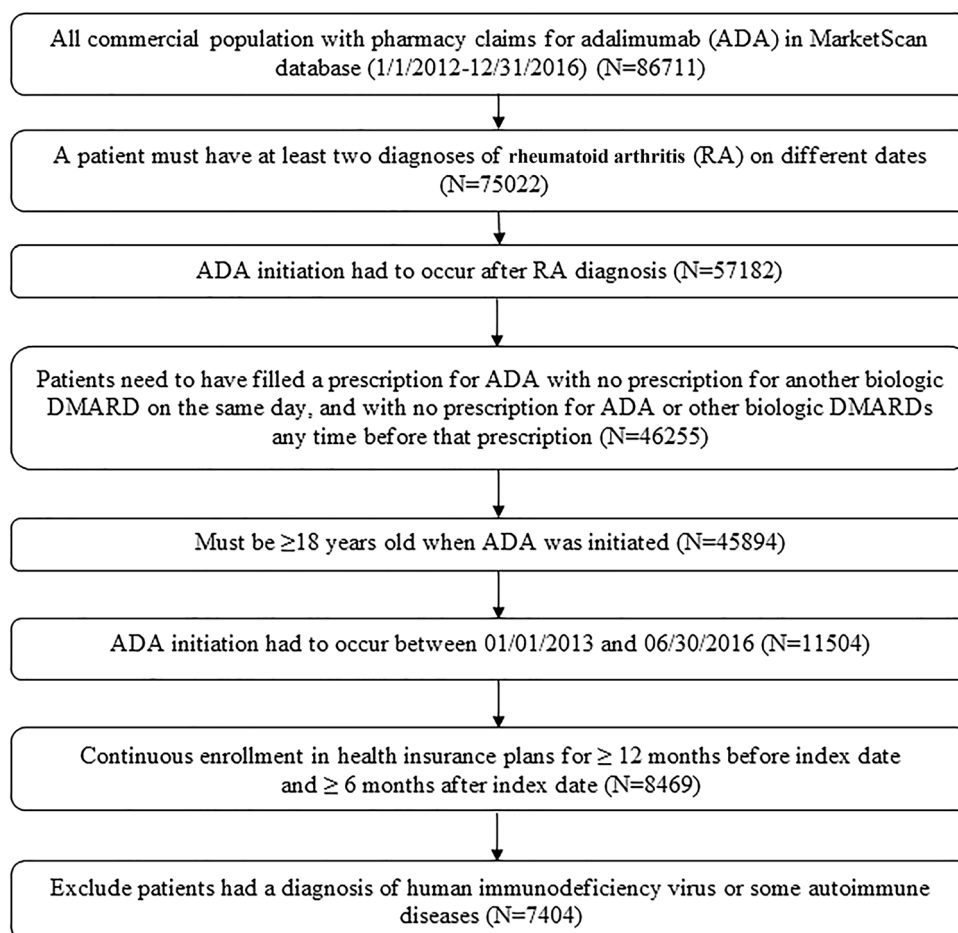 All commercial population with pharmacy claims for adalimumab (ADA) in MarketScan
database (1/1/2012-12/31/2016) (N=86711)
A patient must have at least two diagnoses of rheumatoid arthritis (RA) on different dates
(N=75022)
ADA initiation had to occur after RA diagnosis (N=57182)
Patients need to have filled a prescription for ADA with no prescription for another biologic
DMARD on the same day, and with no prescription for ADA or other biologic DMARDs
any time before that prescription (N=46255)
Must be ≥18 years old when ADA was initiated (N=45894)
ADA initiation had to occur between 01/01/2013 and 06/30/2016 (N=11504)
Continuous enrollment in health insurance plans for ≥ 12 months before index date
and ≥ 6 months after index date (N=8469)
Exclude patients had a diagnosis of human immunodeficiency virus or some autoimmune
diseases (N=7404)